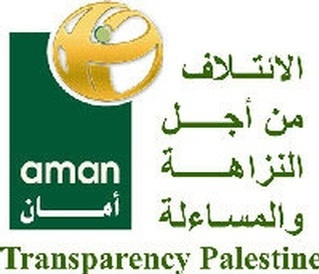 aman
أمان
الائتلاف
من أجل
النزاهة
والمساءلة
Transparency Palestine